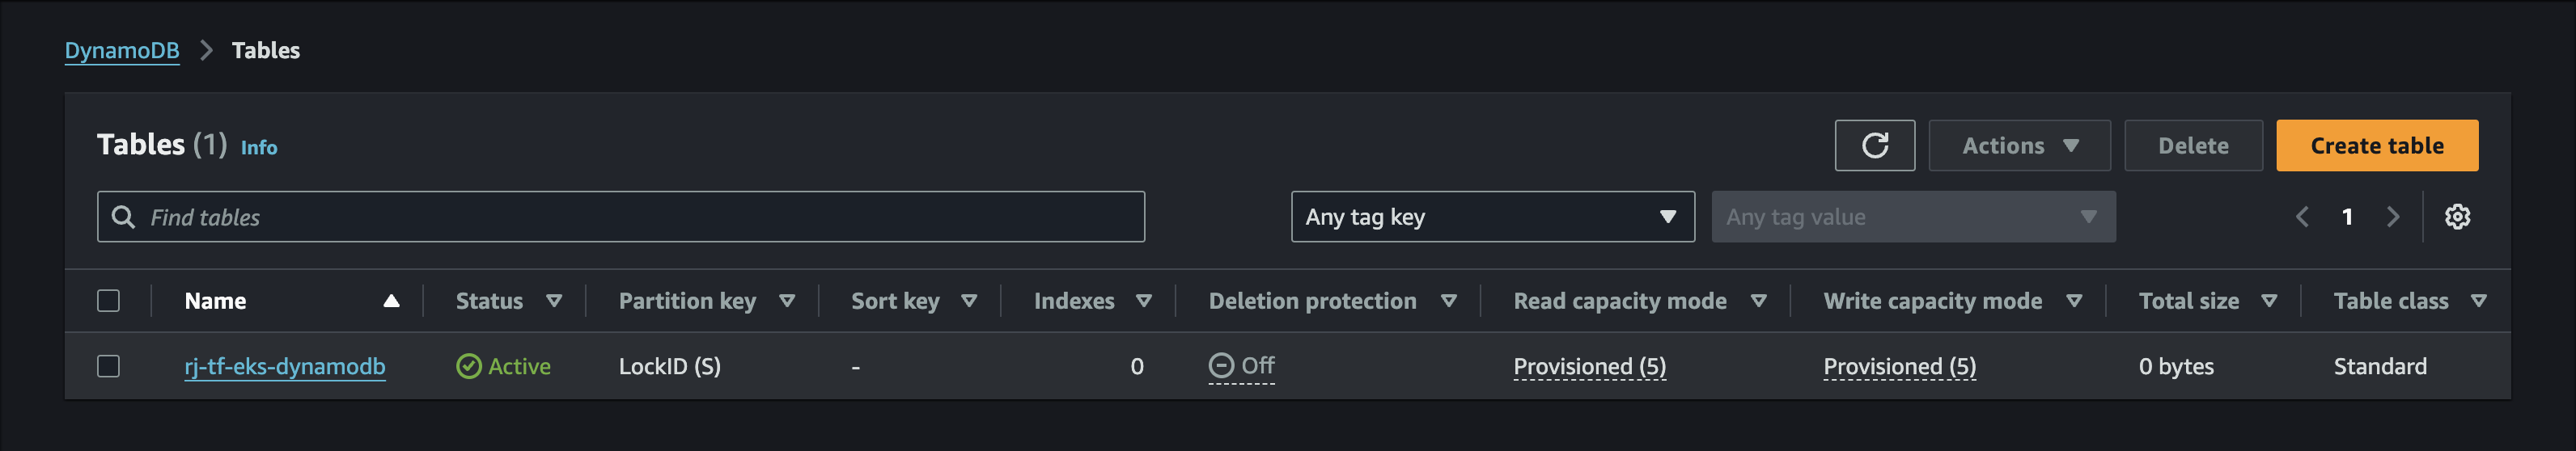 DynamoDB > Tables
Tables (1) Info
Actions Delete Create table
Find tables Any tag key Any tag value 1
Name Status Partition key Sort key Indexes Deletion protection Read capacity mode Write capacity mode Total size Table class
rj-tf-eks-dynamodb Active LockID (S) - 0 Off Provisioned (5) Provisioned (5) 0 bytes Standard